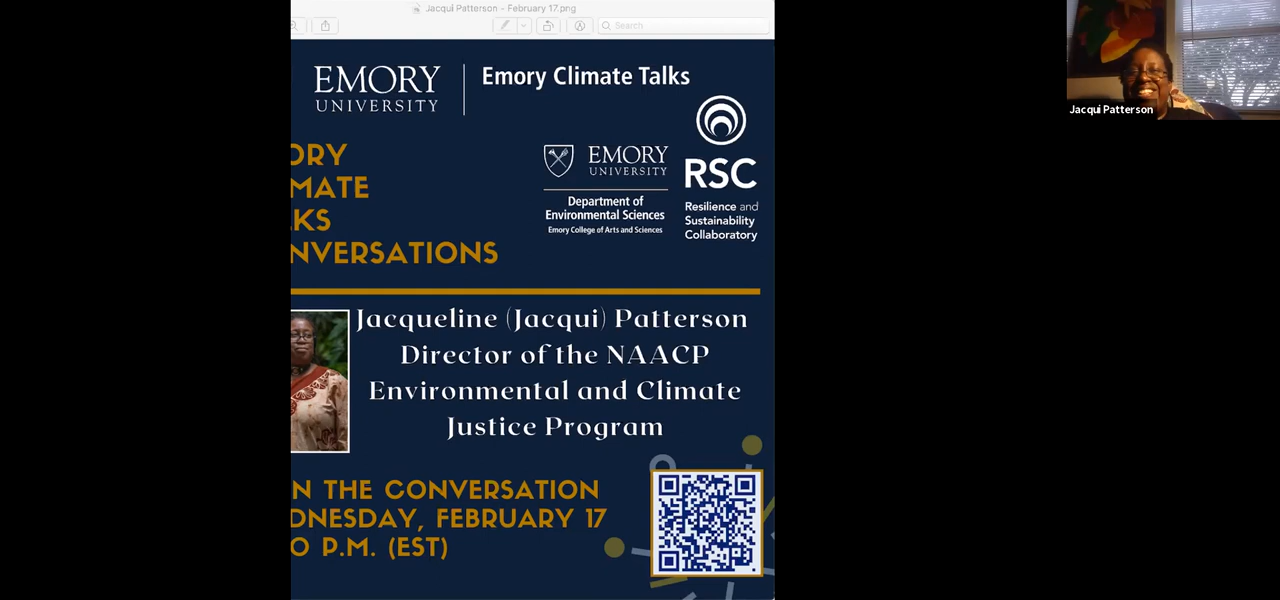 Jacqui Patterson - February 17.png
Search
EMORY
UNIVERSITY
Emory Climate Talks
ORY
MATE
KS
NVERSATIONS
EMORY
UNIVERSITY
Department of
Environmental Sciences
Emory College of Arts and Sciences
RSC
Resilience and
Sustainability
Collaboratory
Jacqueline (Jacqui) Patterson
Director of the NAACP
Environmental and Climate
Justice Program
N THE CONVERSATION
DNESDAY, FEBRUARY 17
0 P.M. (EST)
Jacqui Patterson